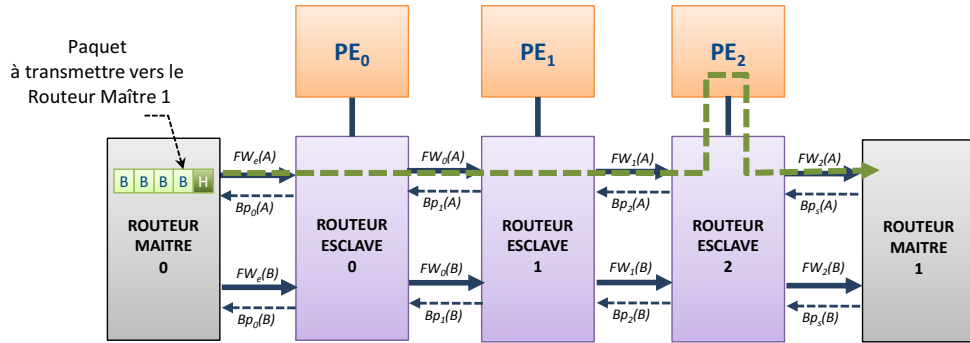 Paquet
à transmettre vers le
Routeur Maître 1
PE0
PE1
PE2
B B B B H
FWe(A)
FW0(A)
FW1(A)
FW2(A)
Bp0(A)
Bp1(A)
Bp2(A)
Bps(A)
ROUTEUR
MAITRE
0
ROUTEUR
ESCLAVE
0
ROUTEUR
ESCLAVE
1
ROUTEUR
ESCLAVE
2
ROUTEUR
MAITRE
1
FWe(B)
FW0(B)
FW1(B)
FW2(B)
Bp0(B)
Bp1(B)
Bp2(B)
Bps(B)